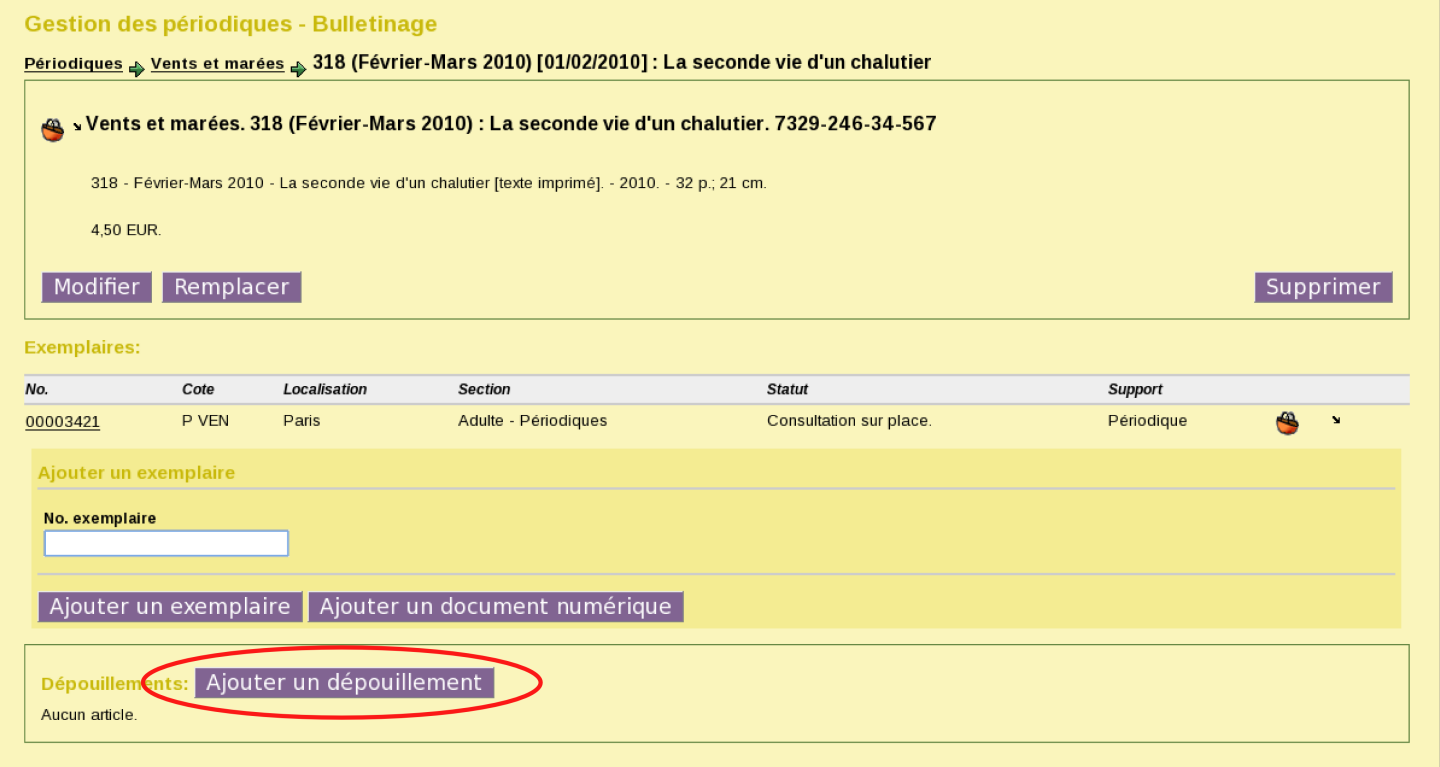 Gestion des périodiques - Bulletinage
Périodiques Vents et marées 318 (Février-Mars 2010) [01/02/2010] : La seconde vie d'un chalutier
Vents et marées. 318 (Février-Mars 2010) : La seconde vie d'un chalutier. 7329-246-34-567
318 - Février-Mars 2010 - La seconde vie d'un chalutier [texte imprimé]. - 2010. - 32 p.; 21 cm.
4,50 EUR.
Modifier Remplacer Supprimer
Exemplaires:
No. Cote Localisation Section Statut Support
00003421 P VEN Paris Adulte - Périodiques Consultation sur place. Périodique
Ajouter un exemplaire
No. exemplaire
Ajouter un exemplaire Ajouter un document numérique
Dépouillements: Ajouter un dépouillement
Aucun article.